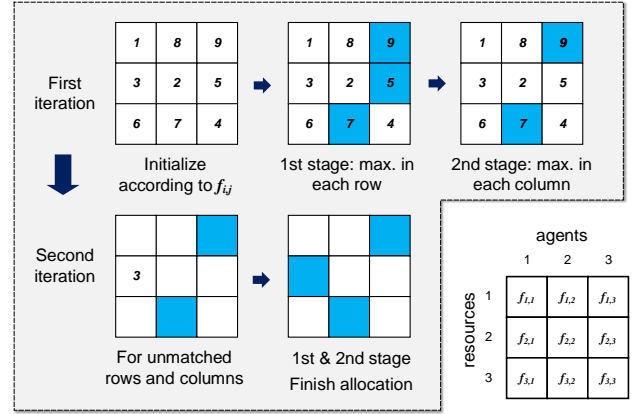 1 8 9
3 2 5
6 7 4
1 8 9
3 2 5
6 7 4
1 8 9
3 2 5
6 7 4
First
iteration
Initialize
according to f_{i,j}
1st stage: max. in
each row
2nd stage: max. in
each column
Second
iteration
3
For unmatched
rows and columns
1st & 2nd stage
Finish allocation
agents
1 2 3
resources
1 f_{1,1} f_{1,2} f_{1,3}
2 f_{2,1} f_{2,2} f_{2,3}
3 f_{3,1} f_{3,2} f_{3,3}